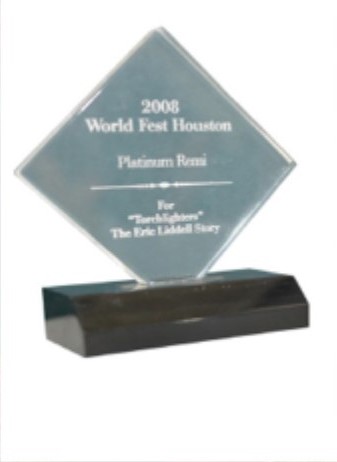 2008
World Fest Houston
Platinum Remi
For
"Torchlighters"
The Eric Liddell Story